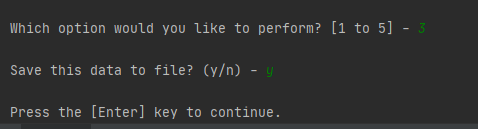 Which option would you like to perform? [1 to 5] - 3
Save this data to file? (y/n) - y
Press the [Enter] key to continue.